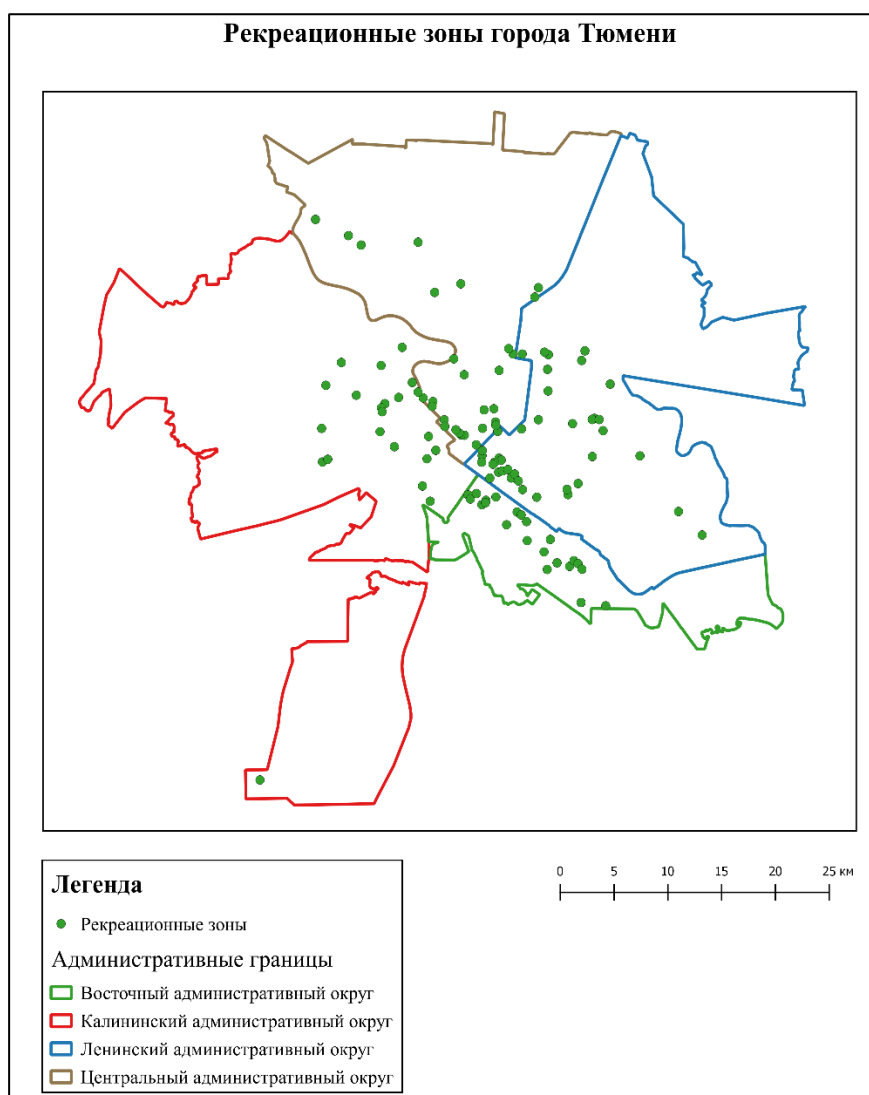 Рекреационные зоны города Тюмени
0 5 10 15 20 25 км
Легенда
Рекреационные зоны
Административные границы
Восточный административный округ
Калининский административный округ
Ленинский административный округ
Центральный административный округ